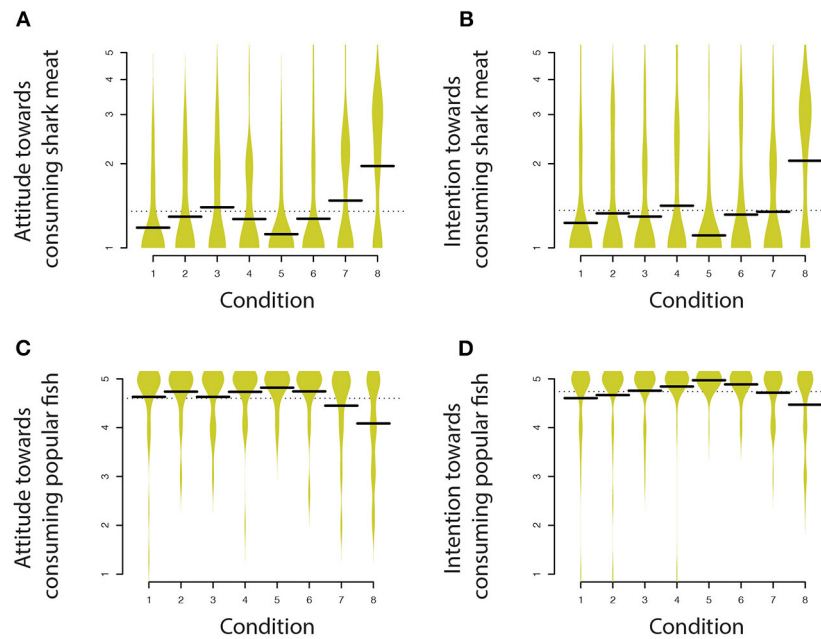 A
Attitude towards
consuming shark meat
5
4
3
2
1
1 2 3 4 5 6 7 8
Condition
B
Intention towards
consuming shark meat
5
4
3
2
1
1 2 3 4 5 6 7 8
Condition
C
Attitude towards
consuming popular fish
5
4
3
2
1
1 2 3 4 5 6 7 8
Condition
D
Intention towards
consuming popular fish
5
4
3
2
1
1 2 3 4 5 6 7 8
Condition